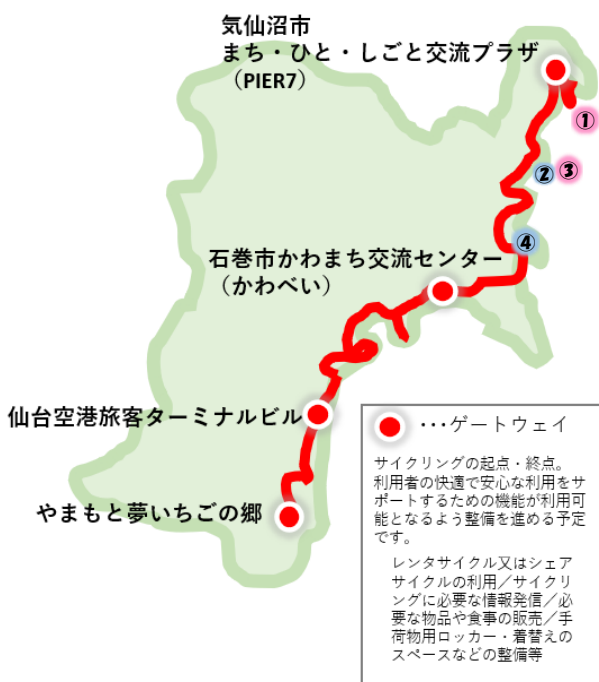 気仙沼市
まち・ひと・しごと交流プラザ
（PIER7）
①
②
③
④
石巻市かわまち交流センター
（かわべい）
仙台空港旅客ターミナルビル
やまもと夢いちごの郷
･･･ゲートウェイ
サイクリングの起点・終点。
利用者の快適で安心な利用をサ
ポートするための機能が利用可
能となるよう整備を進める予定
です。
レンタサイクル又はシェア
サイクルの利用／サイクリ
ングに必要な情報発信／必
要な物品や食事の販売／手
荷物用ロッカー・着替えの
スペースなどの整備等